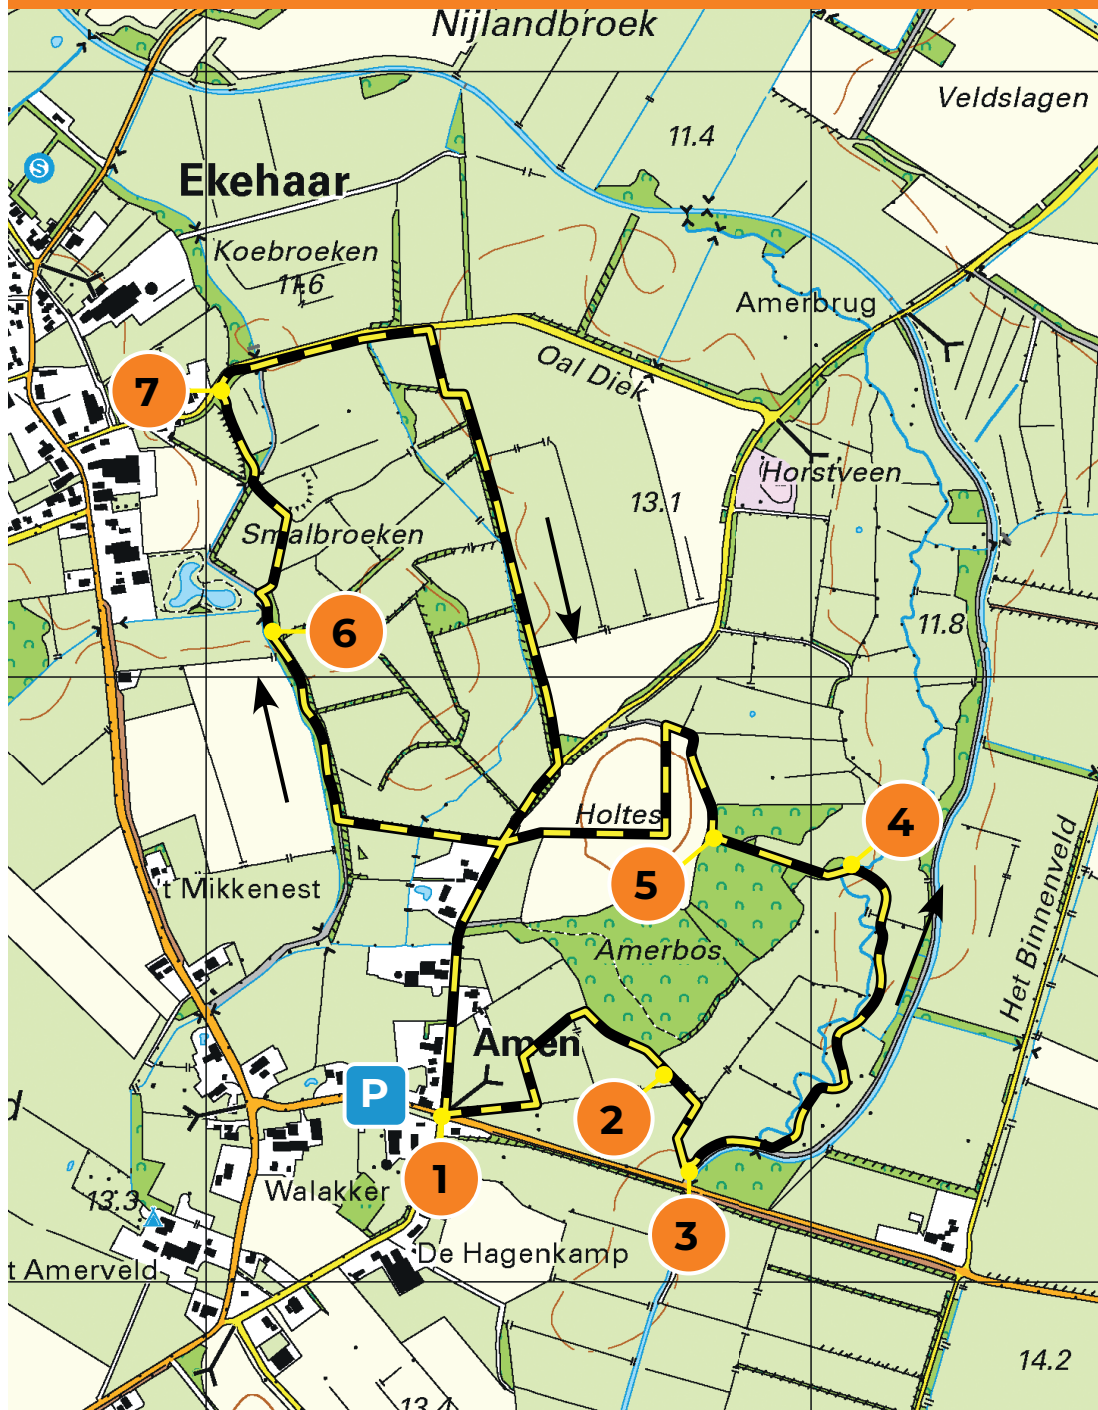 Nijlandbroek
Veldslagen
11.4
S
Ekehaar
Koebroeken
11.6
Amerbrug
Oal Diek
7
Horstveen
13.1
Smalbroeken
11.8
6
Holtes
4
5
't Mikkenest
Amerbos
Het Binnenveld
Amen
P
2
1
13.3
Walakker
3
De Hagenkamp
t Amerveld
14.2
13.4